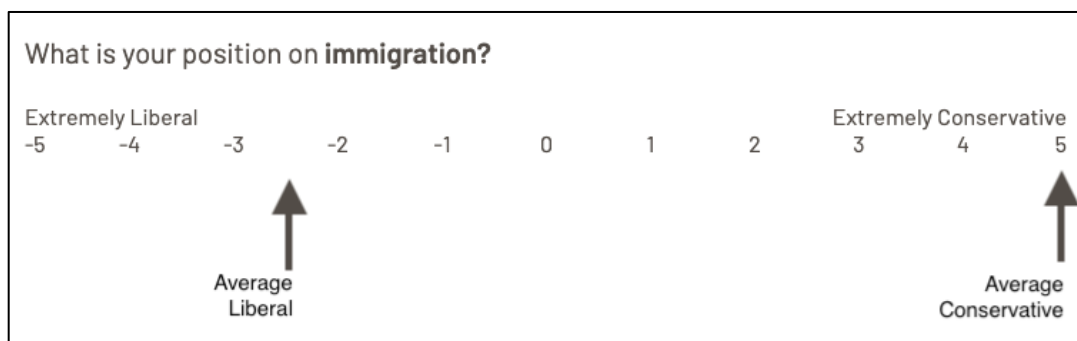 What is your position on immigration?
Extremely Liberal Extremely Conservative
-5 -4 -3 -2 -1 0 1 2 3 4 5
Average Average
Liberal Conservative